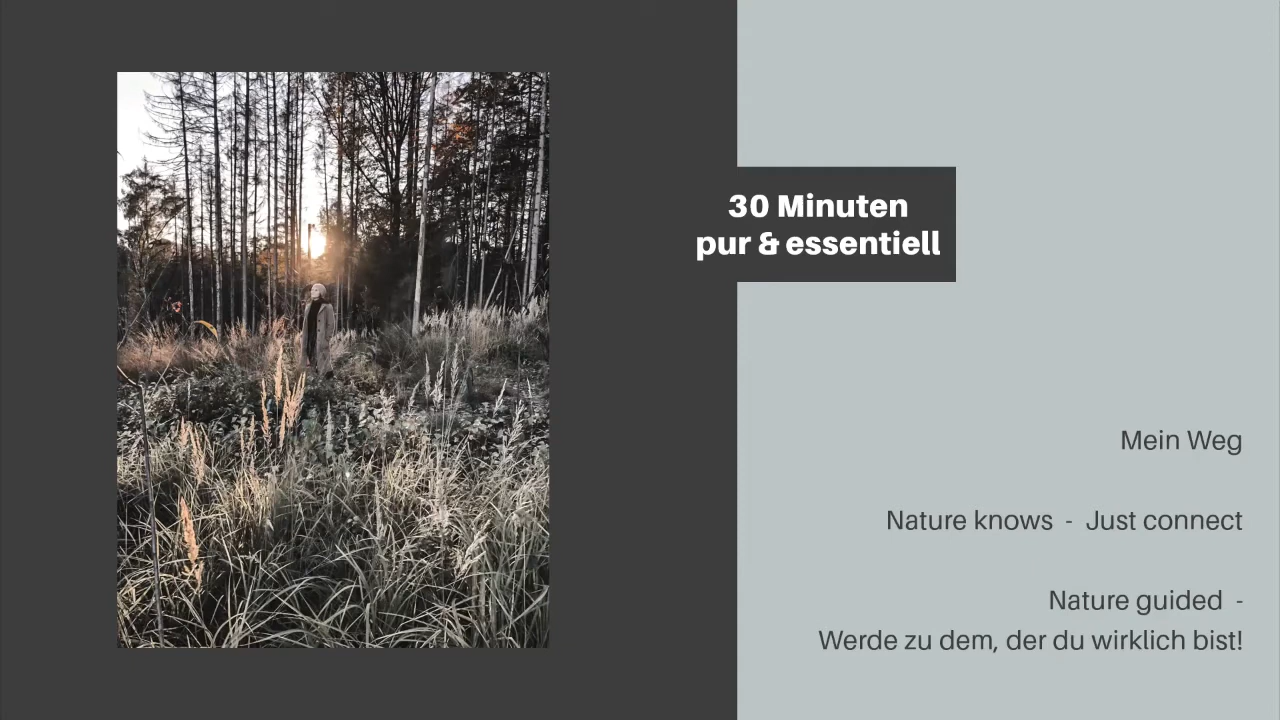 30 Minuten
pur & essentiell
Mein Weg
Nature knows - Just connect
Nature guided -
Werde zu dem, der du wirklich bist!